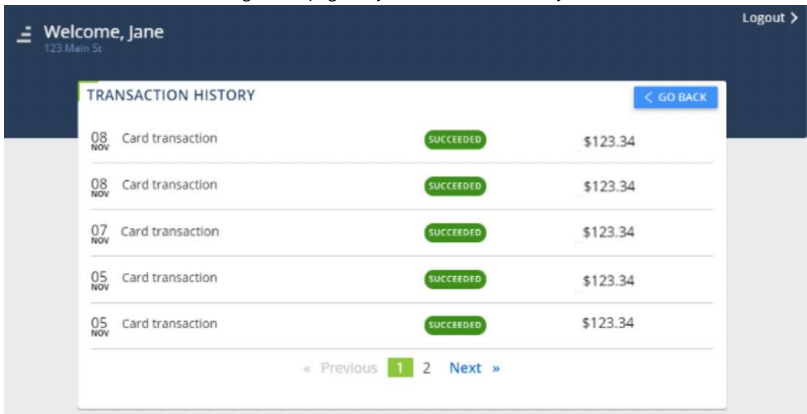 Welcome, Jane
123 Main St
Logout >
TRANSACTION HISTORY
< GO BACK
08 NOV Card transaction SUCCEEDED $123.34
08 NOV Card transaction SUCCEEDED $123.34
07 NOV Card transaction SUCCEEDED $123.34
05 NOV Card transaction SUCCEEDED $123.34
05 NOV Card transaction SUCCEEDED $123.34
« Previous 1 2 Next »